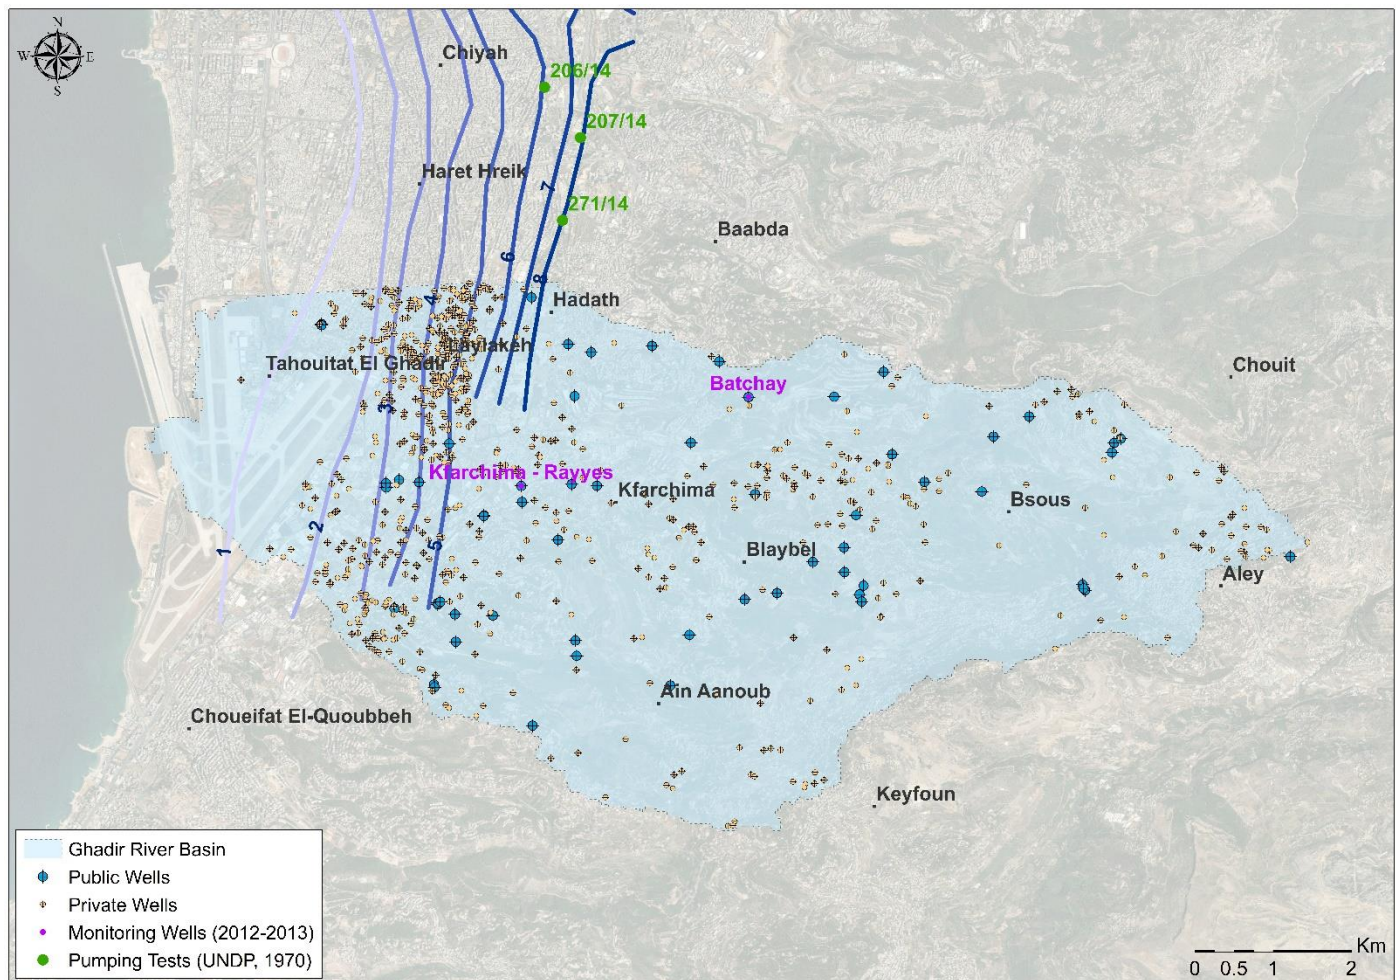 N
W E
S
Chiyah
206/14
207/14
Haret Hreik
7
271/14
Baabda
6
8
4
Hadath
Laylakeh
Tahouitat El Ghadir
Chouit
Batchay
3
Kfarchima - Rayyes
Kfarchima
Bsous
2
1
5
Blaybel
Aley
Ain Aanoub
Choueifat El-Quoubbeh
Keyfoun
Ghadir River Basin
Public Wells
Private Wells
Monitoring Wells (2012-2013)
Pumping Tests (UNDP, 1970)
Km
0 0.5 1 2